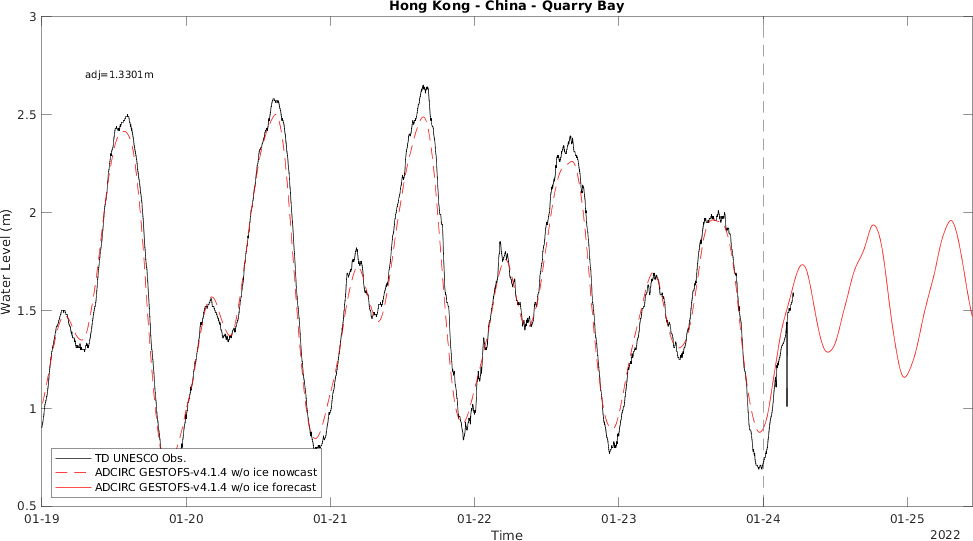 Hong Kong - China - Quarry Bay
3
adj=1.3301m
2.5
2
Water Level (m)
1.5
1
TD UNESCO Obs.
ADCIRC GESTOFS-v4.1.4 w/o ice nowcast
ADCIRC GESTOFS-v4.1.4 w/o ice forecast
0.5
01-19 01-20 01-21 01-22 01-23 01-24 01-25
Time
2022